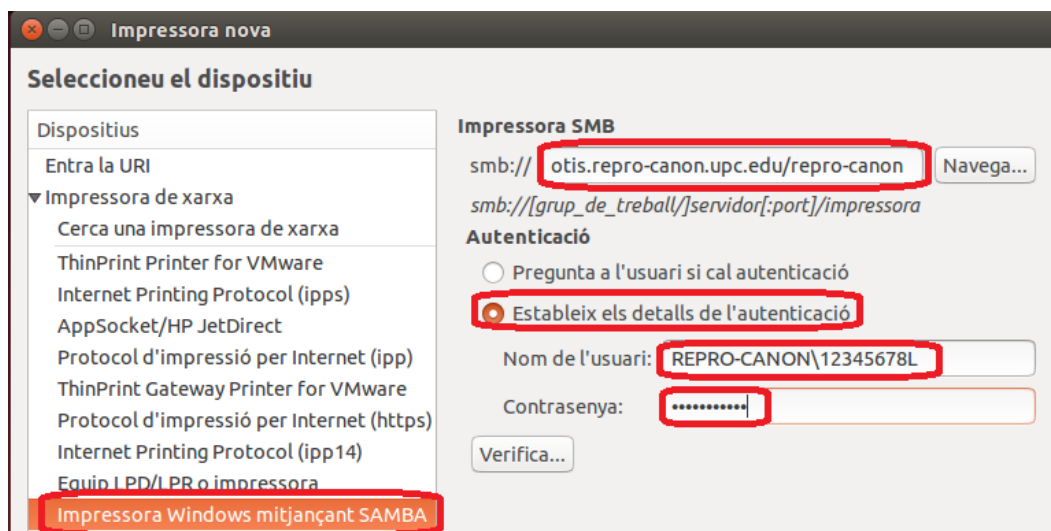 Impressora nova
Seleccioneu el dispositiu
Dispositius
Entra la URI
Impressora de xarxa
Cerca una impressora de xarxa
ThinPrint Printer for VMware
Internet Printing Protocol (ipps)
AppSocket/HP JetDirect
Protocol d'impressió per Internet (ipp)
ThinPrint Gateway Printer for VMware
Protocol d'impressió per Internet (https)
Internet Printing Protocol (ipp14)
Equip LPD/LPR o impressora
Impressora Windows mitjançant SAMBA
Impressora SMB
smb:// otis.repro-canon.upc.edu/repro-canon Navega...
smb://[grup_de_treball/]servidor[:port]/impressora
Autenticació
Pregunta a l'usuari si cal autenticació
Estableix els detalls de l'autenticació
Nom de l'usuari: REPRO-CANON\12345678L
Contrasenya: •••••••••••
Verifica...